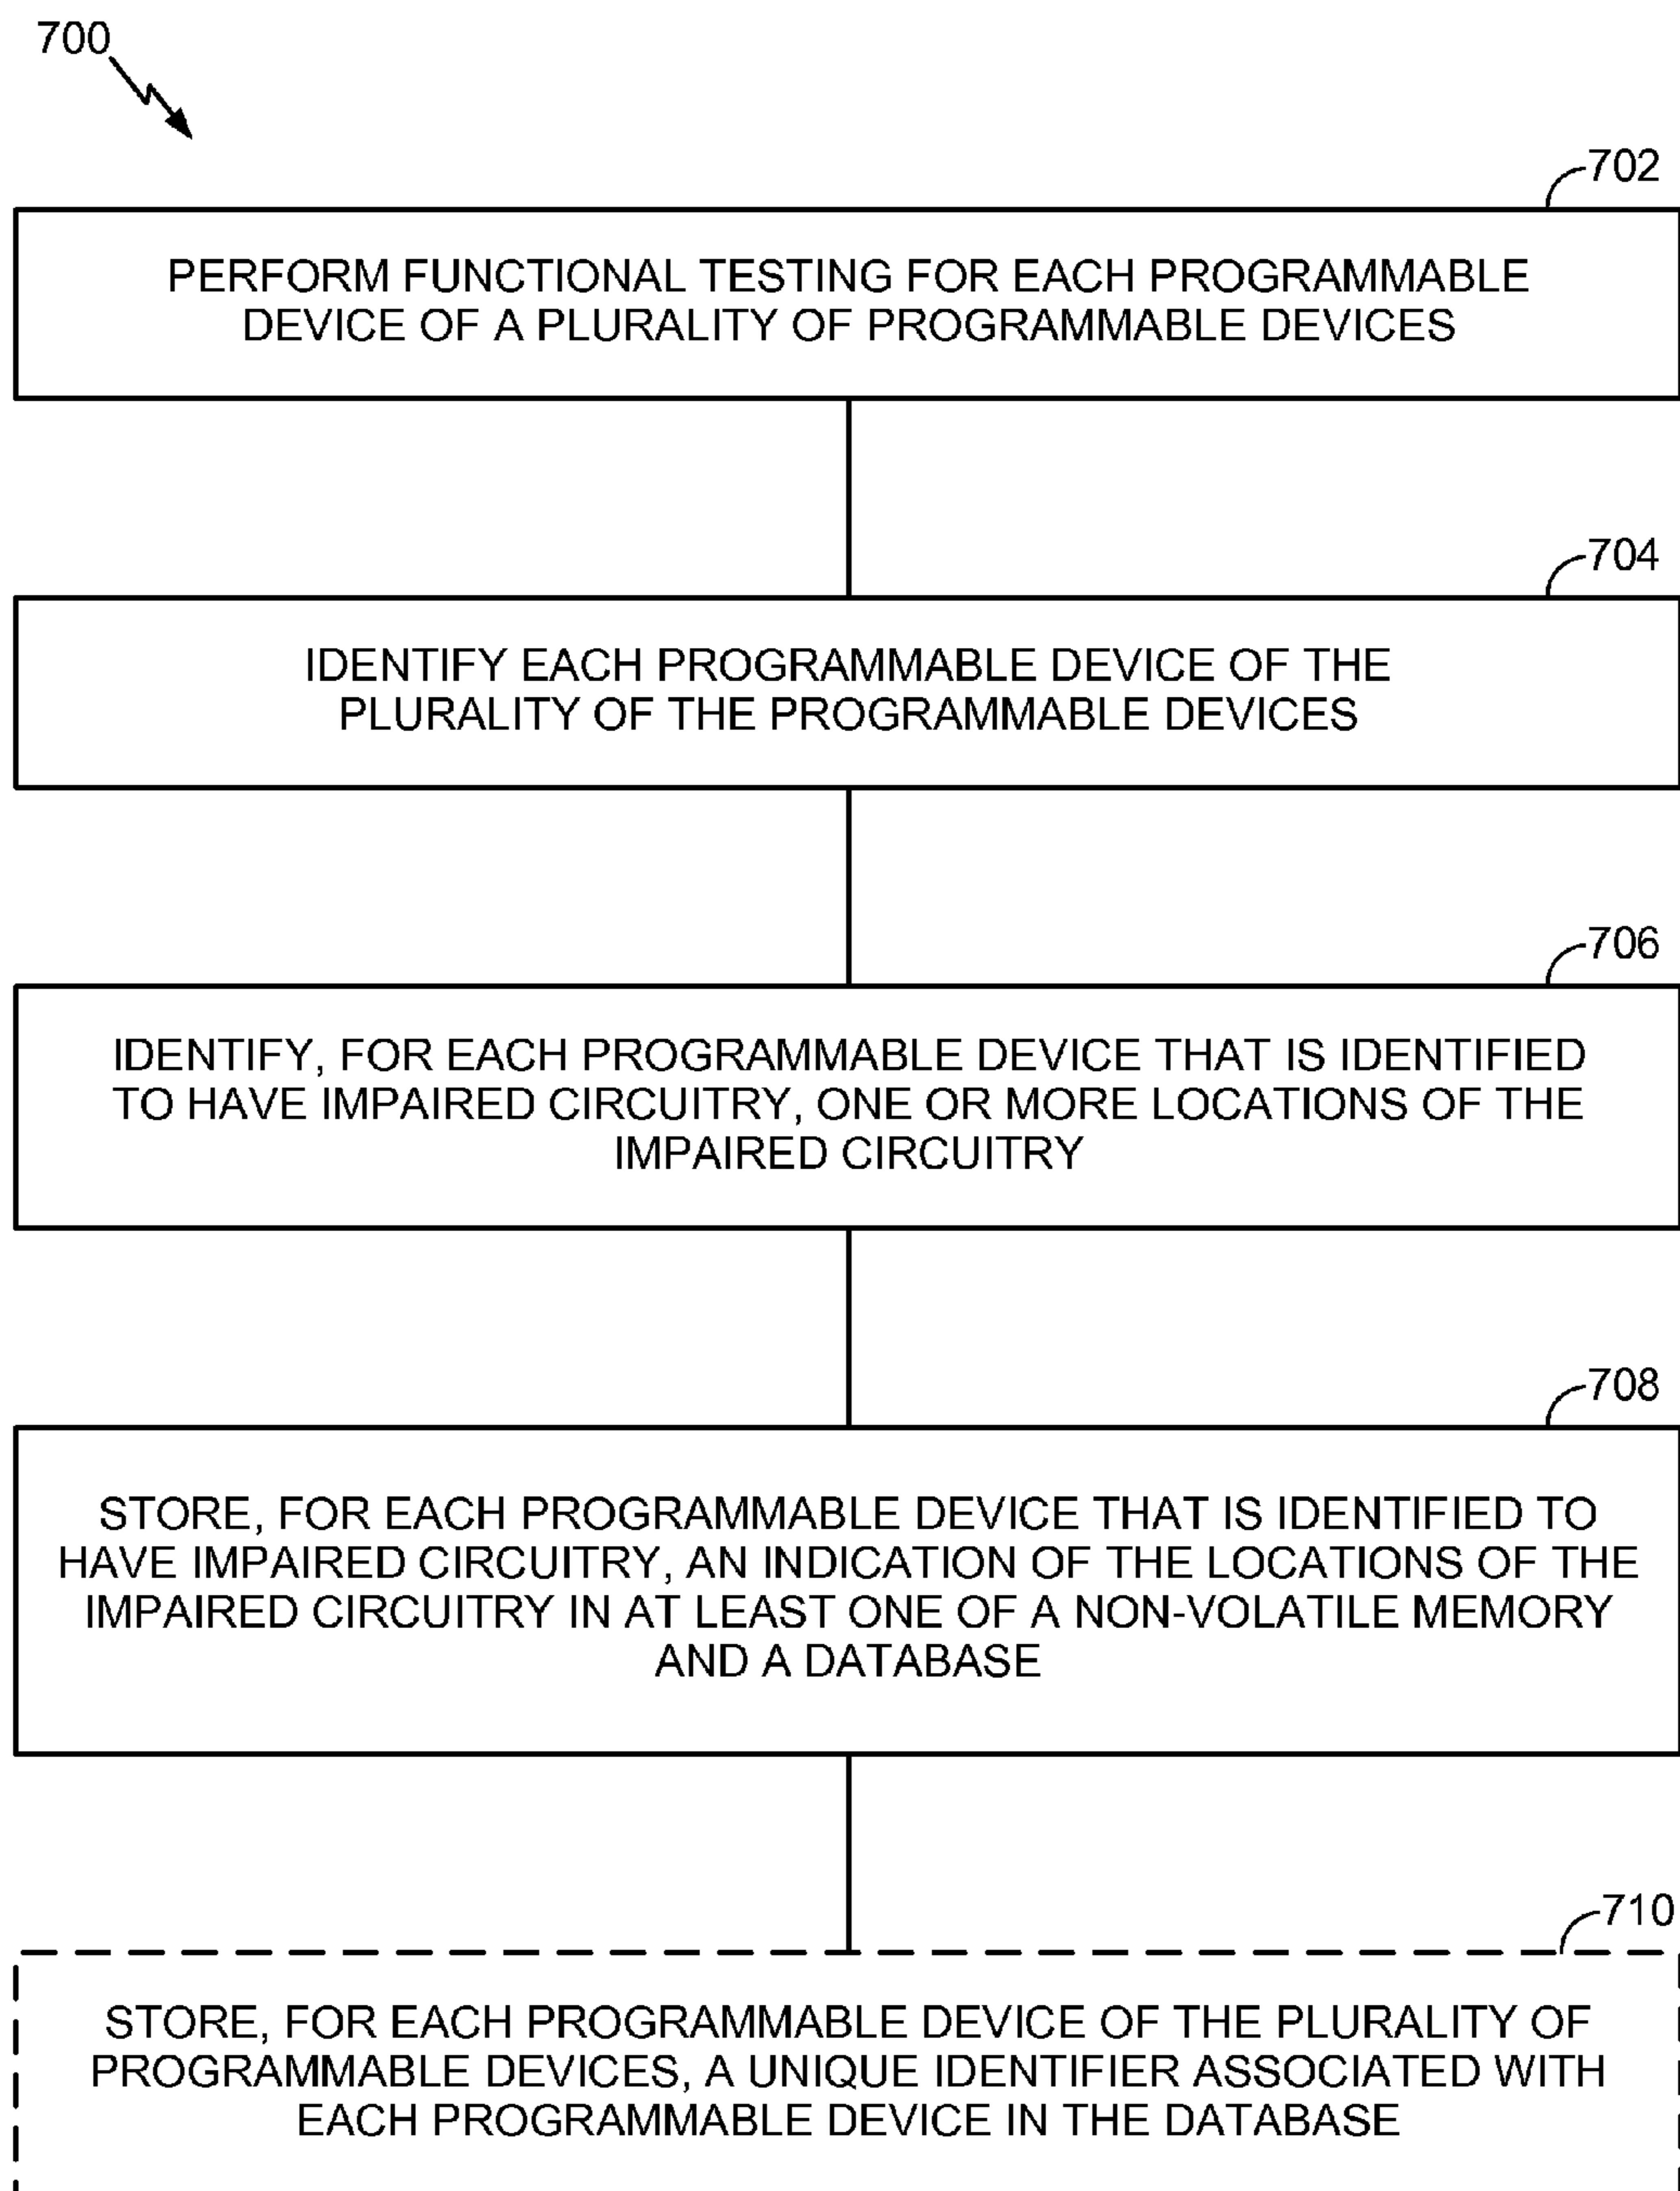 700
702
PERFORM FUNCTIONAL TESTING FOR EACH PROGRAMMABLE
DEVICE OF A PLURALITY OF PROGRAMMABLE DEVICES
704
IDENTIFY EACH PROGRAMMABLE DEVICE OF THE
PLURALITY OF THE PROGRAMMABLE DEVICES
706
IDENTIFY, FOR EACH PROGRAMMABLE DEVICE THAT IS IDENTIFIED
TO HAVE IMPAIRED CIRCUITRY, ONE OR MORE LOCATIONS OF THE
IMPAIRED CIRCUITRY
708
STORE, FOR EACH PROGRAMMABLE DEVICE THAT IS IDENTIFIED TO
HAVE IMPAIRED CIRCUITRY, AN INDICATION OF THE LOCATIONS OF THE
IMPAIRED CIRCUITRY IN AT LEAST ONE OF A NON-VOLATILE MEMORY
AND A DATABASE
710
STORE, FOR EACH PROGRAMMABLE DEVICE OF THE PLURALITY OF
PROGRAMMABLE DEVICES, A UNIQUE IDENTIFIER ASSOCIATED WITH
EACH PROGRAMMABLE DEVICE IN THE DATABASE